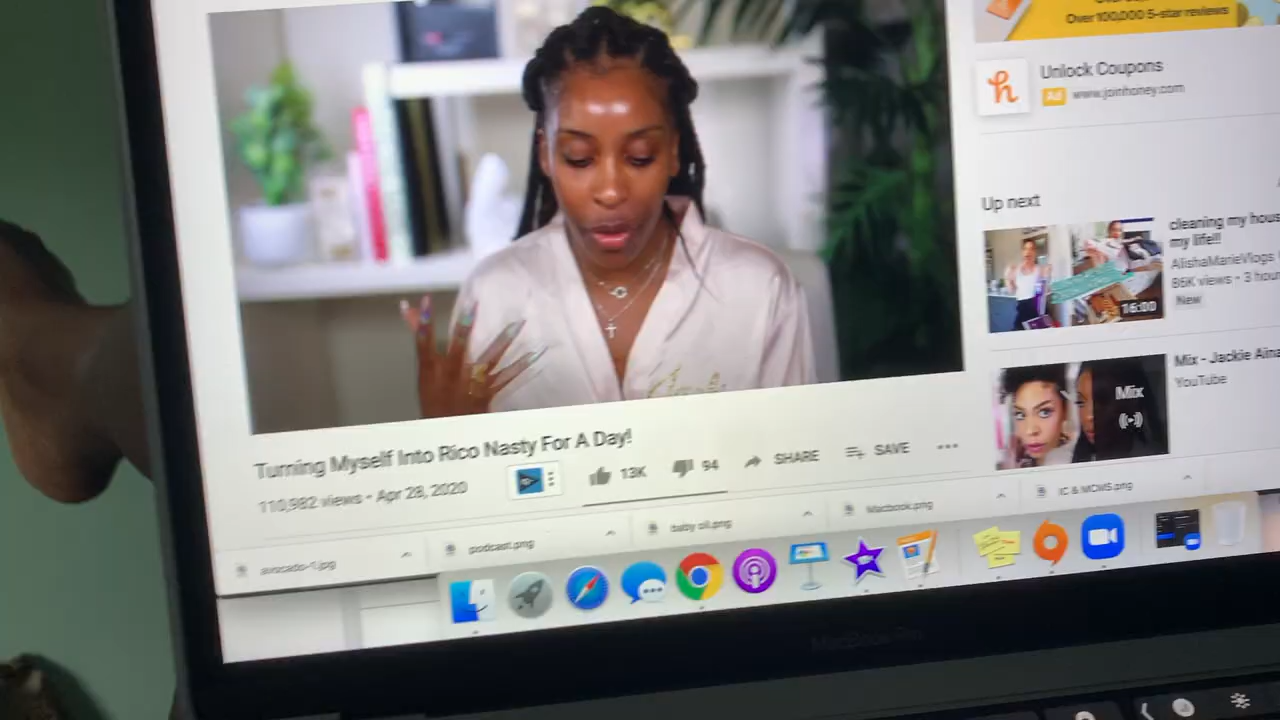 Over 100,000 5-star reviews
Unlock Coupons
Ad www.joinhoney.com
Up next
cleaning my hous
my life!!
AlishaMarieVlogs
86K views • 3 hou
New
16:00
Mix - Jackie Aina
YouTube
Mix
Turning Myself Into Rico Nasty For A Day!
110,982 views • Apr 28, 2020
13K
94
SHARE
SAVE
avocado-1.jpg
podcast.png
baby oil.png
Macbook.png
IC & MCMS.png
MacBook Pro